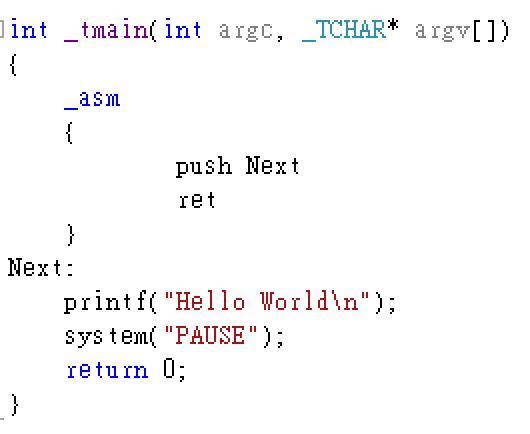 int _tmain(int argc, _TCHAR* argv[])
{
    _asm
    {
            push Next
            ret
    }
Next:
    printf("Hello World\n");
    system("PAUSE");
    return 0;
}